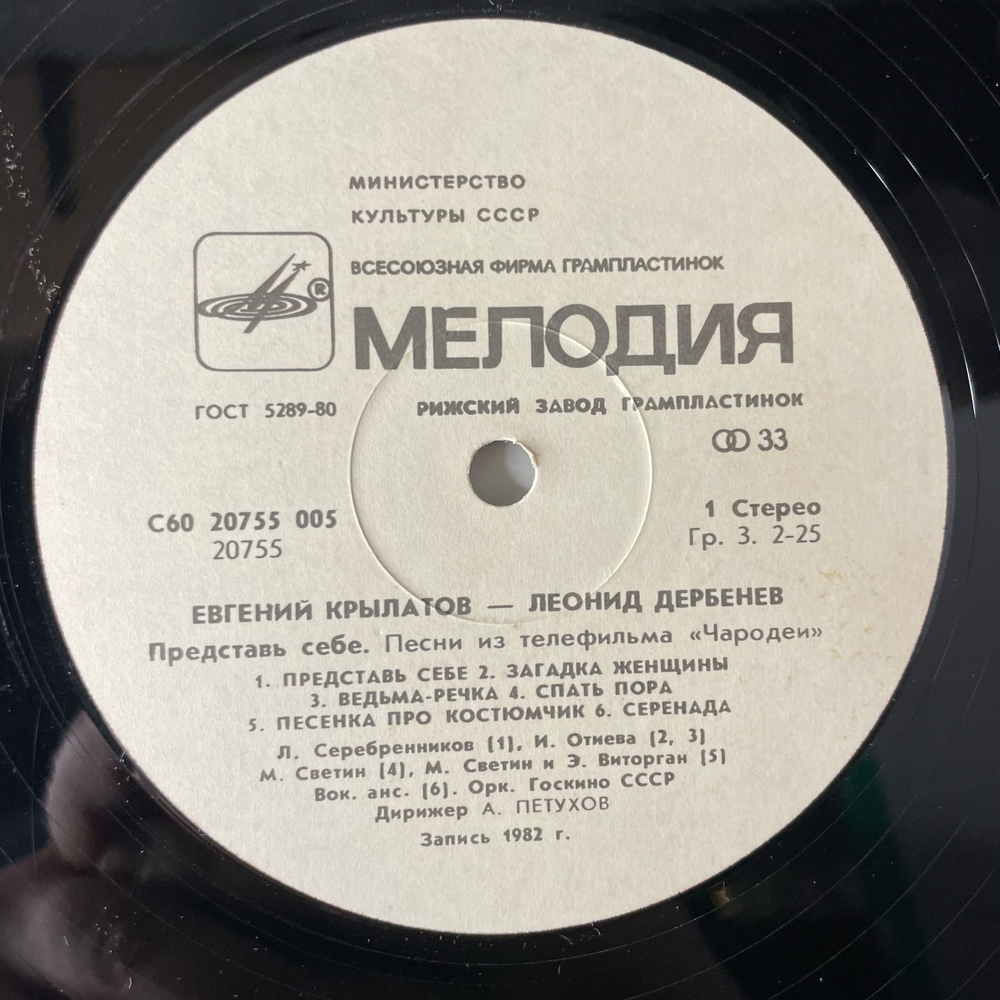 МИНИСТЕРСТВО
КУЛЬТУРЫ СССР
ВСЕСОЮЗНАЯ ФИРМА ГРАМПЛАСТИНОК
®
МЕЛОДИЯ
ГОСТ 5289-80
РИЖСКИЙ ЗАВОД ГРАМПЛАСТИНОК
33
С60 20755 005
1 Стерео
20755
Гр. 3. 2-25
ЕВГЕНИЙ КРЫЛАТОВ — ЛЕОНИД ДЕРБЕНЕВ
Представь себе. Песни из телефильма «Чародеи»
1. ПРЕДСТАВЬ СЕБЕ 2. ЗАГАДКА ЖЕНЩИНЫ
3. ВЕДЬМА-РЕЧКА 4. СПАТЬ ПОРА
5. ПЕСЕНКА ПРО КОСТЮМЧИК 6. СЕРЕНАДА
Л. Серебренников (1), И. Отиева (2, 3)
М. Светин (4), М. Светин и Э. Виторган (5)
Вок. анс. (6). Орк. Госкино СССР
Дирижер А. ПЕТУХОВ
Запись 1982 г.